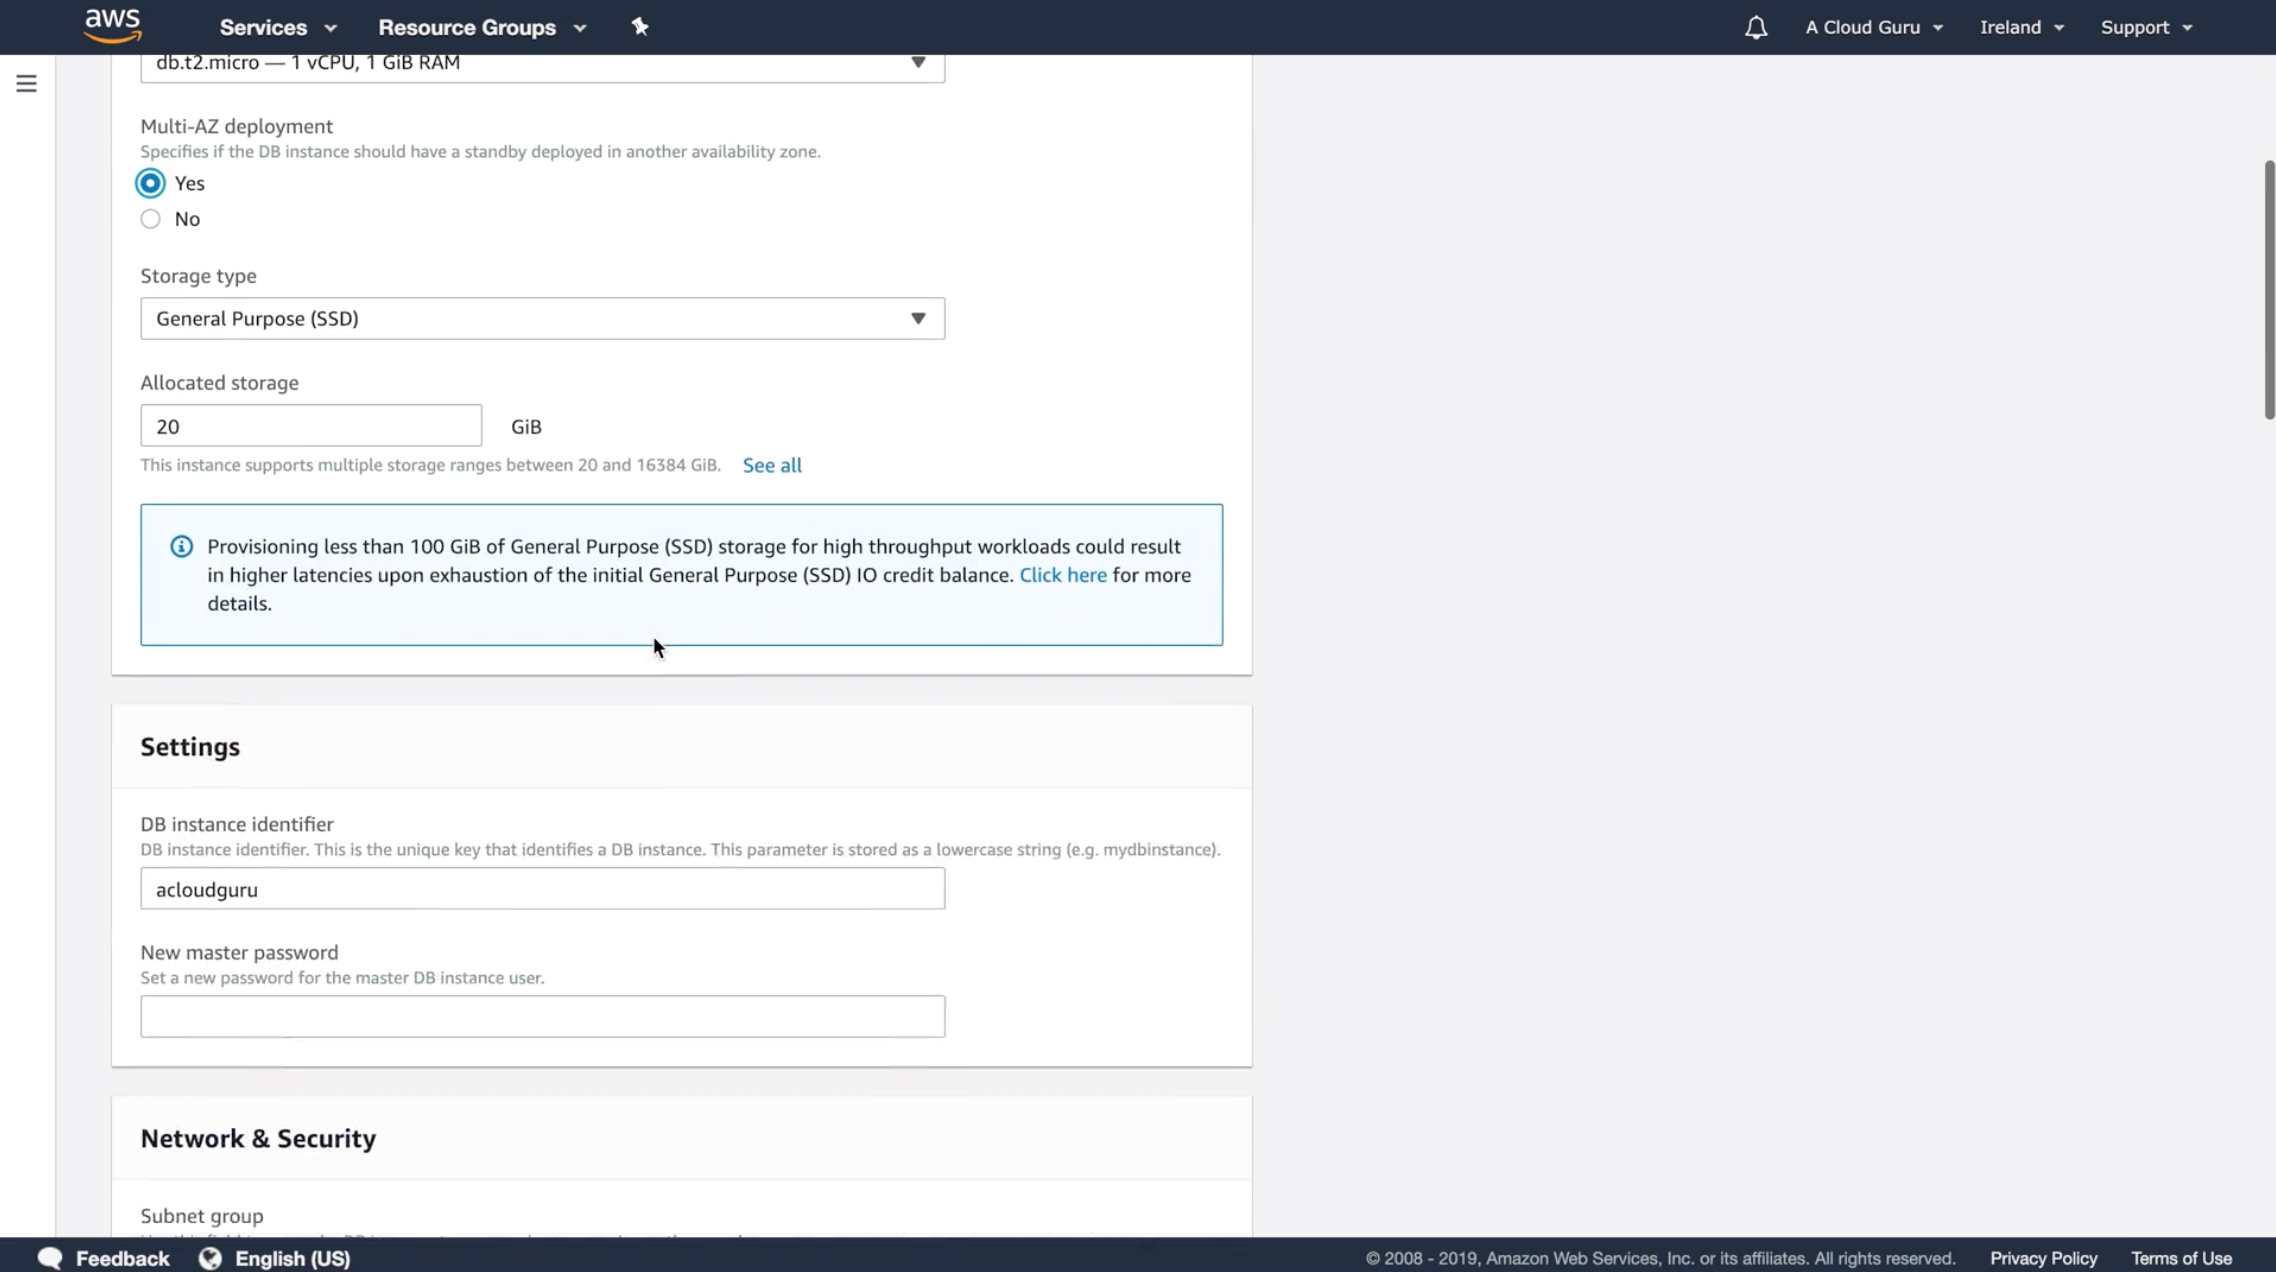 aws
Services
Resource Groups
A Cloud Guru
Ireland
Support
db.t2.micro — 1 vCPU, 1 GiB RAM
Multi-AZ deployment
Specifies if the DB instance should have a standby deployed in another availability zone.
Yes
No
Storage type
General Purpose (SSD)
Allocated storage
20
GiB
This instance supports multiple storage ranges between 20 and 16384 GiB. See all
Provisioning less than 100 GiB of General Purpose (SSD) storage for high throughput workloads could result
in higher latencies upon exhaustion of the initial General Purpose (SSD) IO credit balance. Click here for more
details.
Settings
DB instance identifier
DB instance identifier. This is the unique key that identifies a DB instance. This parameter is stored as a lowercase string (e.g. mydbinstance).
acloudguru
New master password
Set a new password for the master DB instance user.
Network & Security
Subnet group
Feedback
English (US)
© 2008 - 2019, Amazon Web Services, Inc. or its affiliates. All rights reserved.
Privacy Policy
Terms of Use